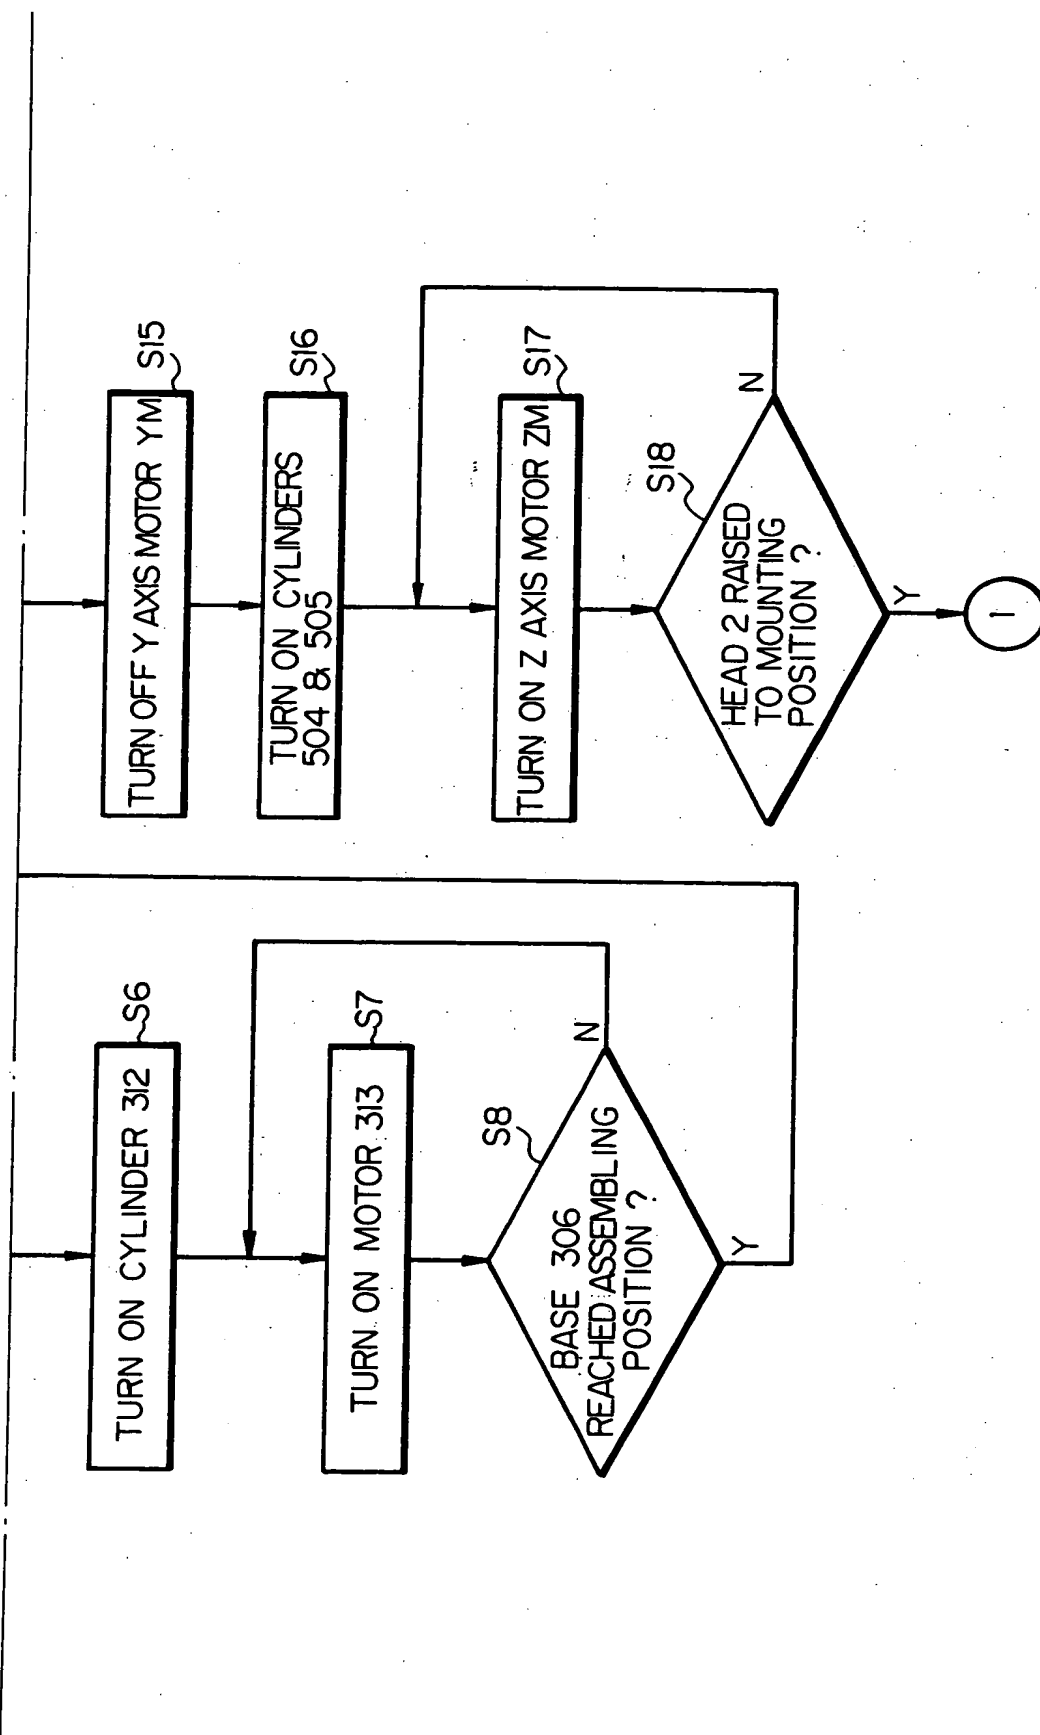 TURN ON CYLINDER 312
S6
TURN ON MOTOR 313
S7
S8
BASE 306
REACHED ASSEMBLING
POSITION ?
N
Y
TURN OFF Y AXIS MOTOR YM
S15
TURN ON CYLINDERS
504 & 505
S16
TURN ON Z AXIS MOTOR ZM
S17
S18
HEAD 2 RAISED
TO MOUNTING
POSITION ?
N
Y
1